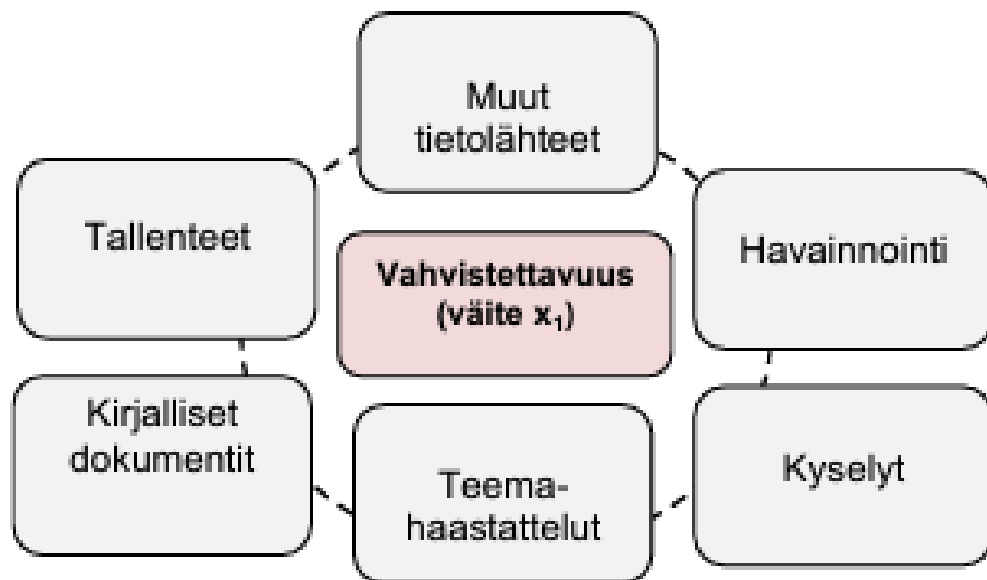 Muut
tietolähteet
Tallenteet
Havainnointi
Vahvistettavuus
(väite x₁)
Kirjalliset
dokumentit
Teema-
haastattelut
Kyselyt